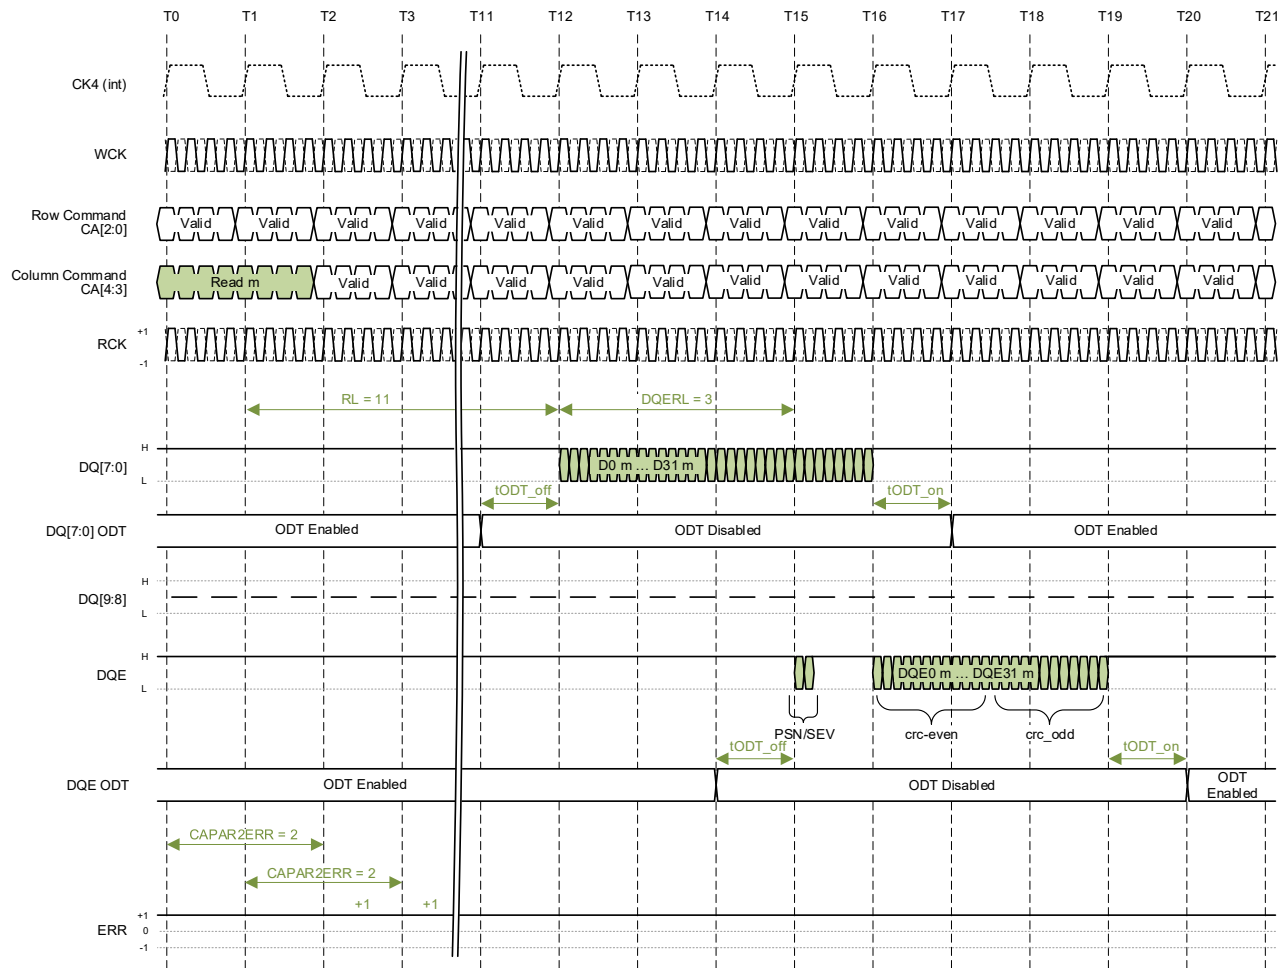 T0 T1 T2 T3 T11 T12 T13 T14 T15 T16 T17 T18 T19 T20 T21
CK4 (int)
WCK
Row Command
CA[2:0]
Valid Valid Valid Valid Valid Valid Valid Valid Valid Valid Valid Valid Valid Valid
Column Command
CA[4:3]
Read m Valid Valid Valid Valid Valid Valid Valid Valid Valid Valid Valid Valid
RCK
+1
-1
RL = 11 DQERL = 3
DQ[7:0]
H
L
D0 m ... D31 m
tODT_off tODT_on
DQ[7:0] ODT
ODT Enabled ODT Disabled ODT Enabled
DQ[9:8]
H
L
DQE
H
L
DQE0 m ... DQE31 m
PSN/SEV crc-even crc_odd
tODT_off tODT_on
DQE ODT
ODT Enabled ODT Disabled ODT
Enabled
CAPAR2ERR = 2
CAPAR2ERR = 2
+1 +1
ERR
+1
0
-1